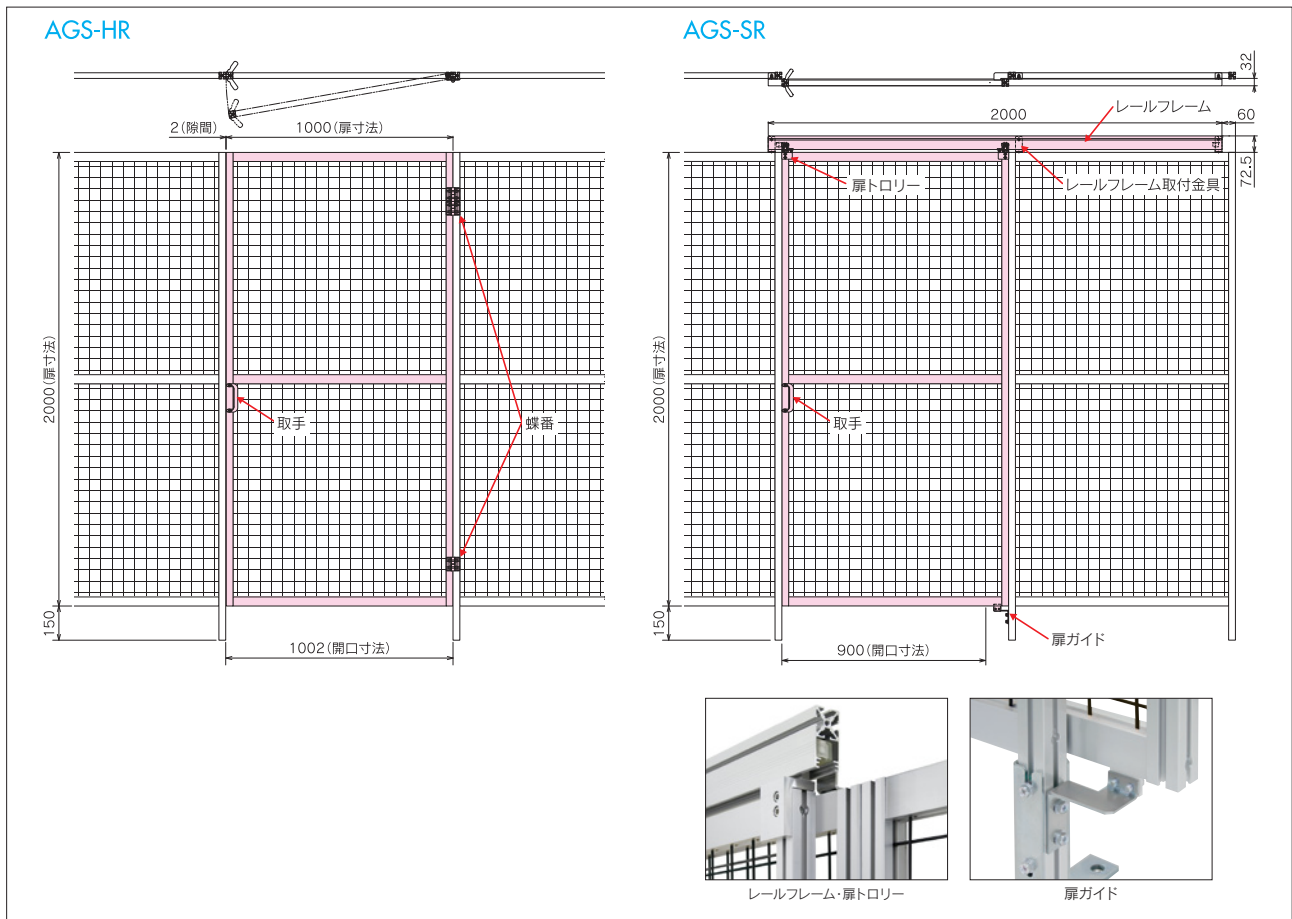 AGS-HR
2(隙間)
1000(扉寸法)
2000(扉寸法)
取手
蝶番
150
1002(開口寸法)
AGS-SR
32
レールフレーム
2000
60
72.5
扉トロリー
レールフレーム取付金具
2000(扉寸法)
取手
150
900(開口寸法)
扉ガイド
レールフレーム・扉トロリー
扉ガイド